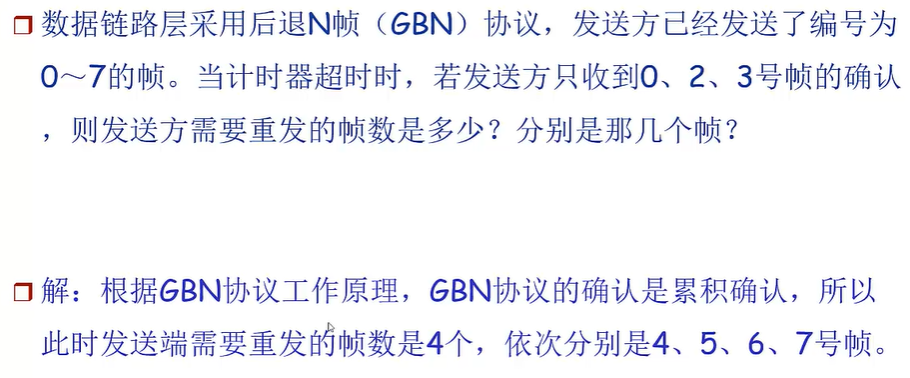 数据链路层采用后退N帧（GBN）协议，发送方已经发送了编号为
0～7的帧。当计时器超时时，若发送方只收到0、2、3号帧的确认
，则发送方需要重发的帧数是多少？分别是那几个帧？
解：根据GBN协议工作原理，GBN协议的确认是累积确认，所以
此时发送端需要重发的帧数是4个，依次分别是4、5、6、7号帧。